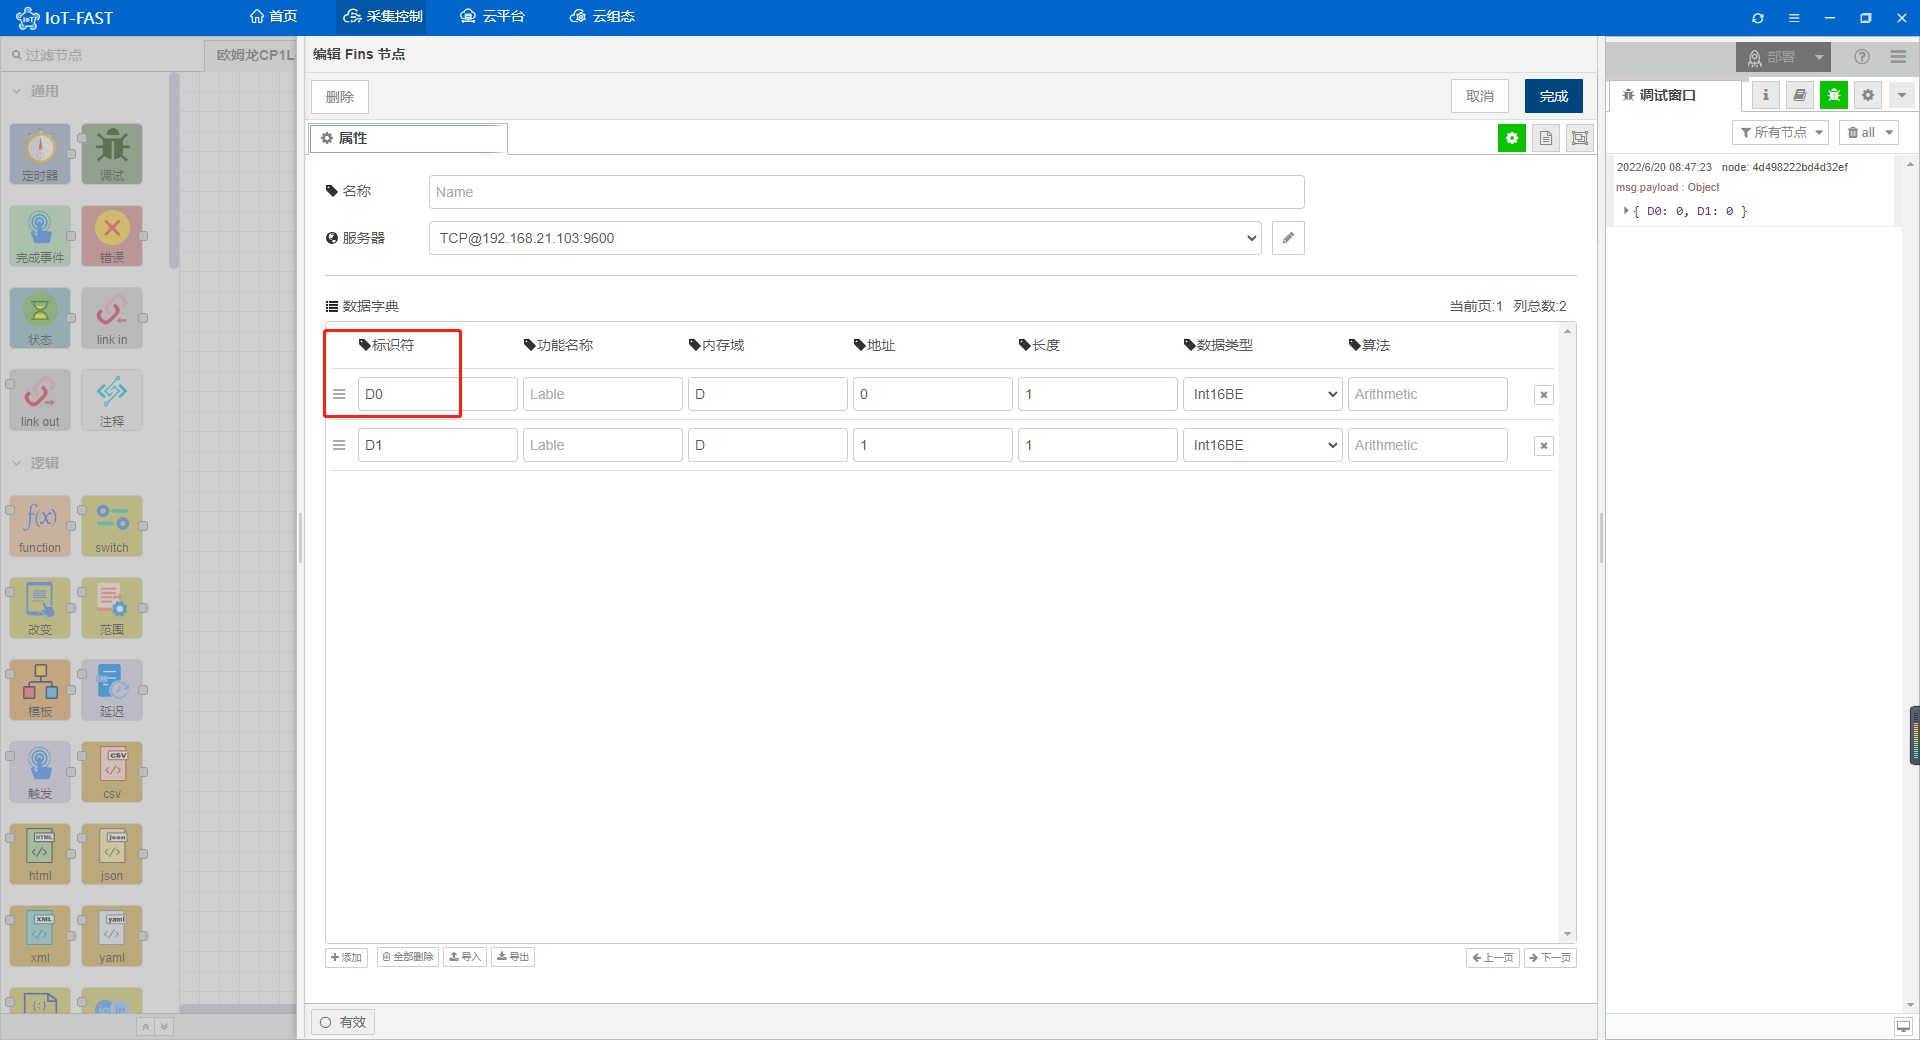 IoT-FAST 首页 采集控制 云平台 云组态
过滤节点
欧姆龙CP1L
编辑 Fins 节点
部署
删除
取消
完成
属性
调试窗口
所有节点
all
2022/6/20 08:47:23 node: 4d498222bd4d32ef
msg.payload : Object
{ D0: 0, D1: 0 }
名称
Name
服务器
TCP@192.168.21.103:9600
数据字典
当前页:1 列总数:2
标识符 功能名称 内存域 地址 长度 数据类型 算法
D0 Lable D 0 1 Int16BE Arithmetic
D1 Lable D 1 1 Int16BE Arithmetic
添加 全部删除 导入 导出
上一页 下一页
有效
通用
定时器 调试
完成事件 错误
状态 link in
link out 注释
逻辑
f(x)
function switch
改变 范围
模板 延迟
CSV
触发 csv
HTML json
html json
XML yaml
xml yaml